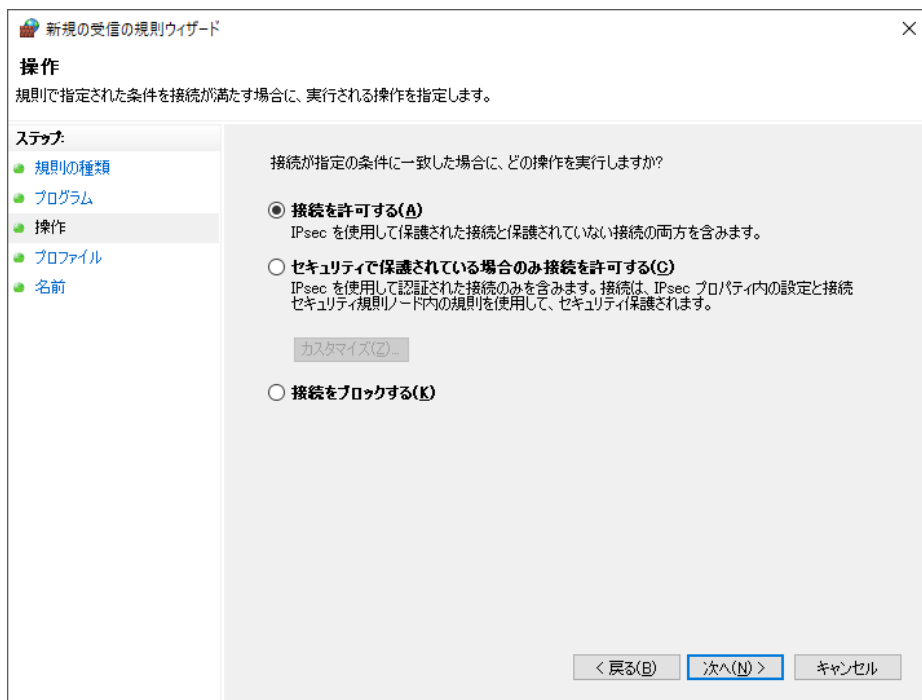 新規の受信の規則ウィザード
操作
規則で指定された条件を接続が満たす場合に、実行される操作を指定します。
ステップ:
規則の種類
プログラム
操作
プロファイル
名前
接続が指定の条件に一致した場合に、どの操作を実行しますか?
接続を許可する(A)
IPsec を使用して保護された接続と保護されていない接続の両方を含みます。
セキュリティで保護されている場合のみ接続を許可する(C)
IPsec を使用して認証された接続のみを含みます。接続は、IPsec プロパティ内の設定と接続
セキュリティ規則ノード内の規則を使用して、セキュリティ保護されます。
カスタマイズ(Z)...
接続をブロックする(K)
< 戻る(B)
次へ(N) >
キャンセル